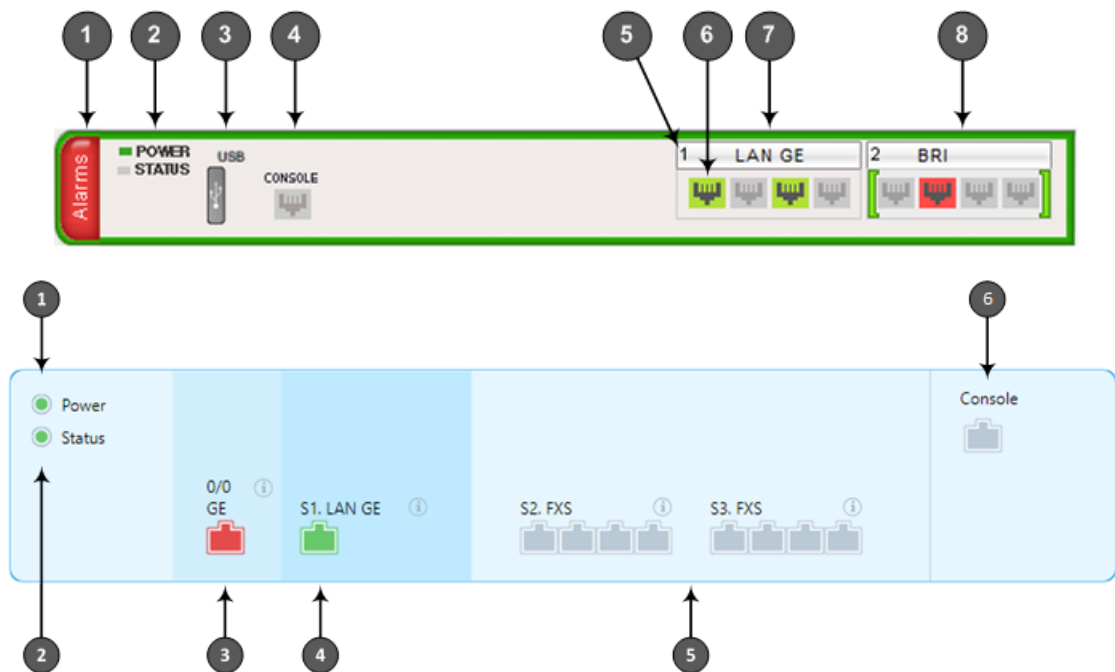 1 2 3 4 5 6 7 8
Alarms
POWER
STATUS
USB
CONSOLE
1 LAN GE
2 BRI
1
6
Power
Status
Console
0/0
GE
S1. LAN GE
S2. FXS
S3. FXS
2 3 4 5